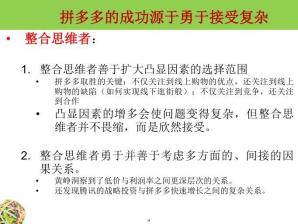 拼多多的成功源于勇于接受复杂
• 整合思维者：
1. 整合思维者善于扩大凸显因素的选择范围
• 拼多多取胜的关键：不仅关注到线上购物的优点，还关注到线上
购物的缺陷（如何实现线下逛街般）；不仅关注到竞争，还关注
到合作
• 凸显因素的增多会使问题变得复杂，但整合思
维者并不畏缩，而是欣然接受。
2. 整合思维者勇于并善于考虑多方面的、间接的因
果关系。
• 黄峥洞察到了低价与利润率之间更深层次的关系。
• 还发现腾讯的战略投资与拼多多快速增长之间的复杂关系。